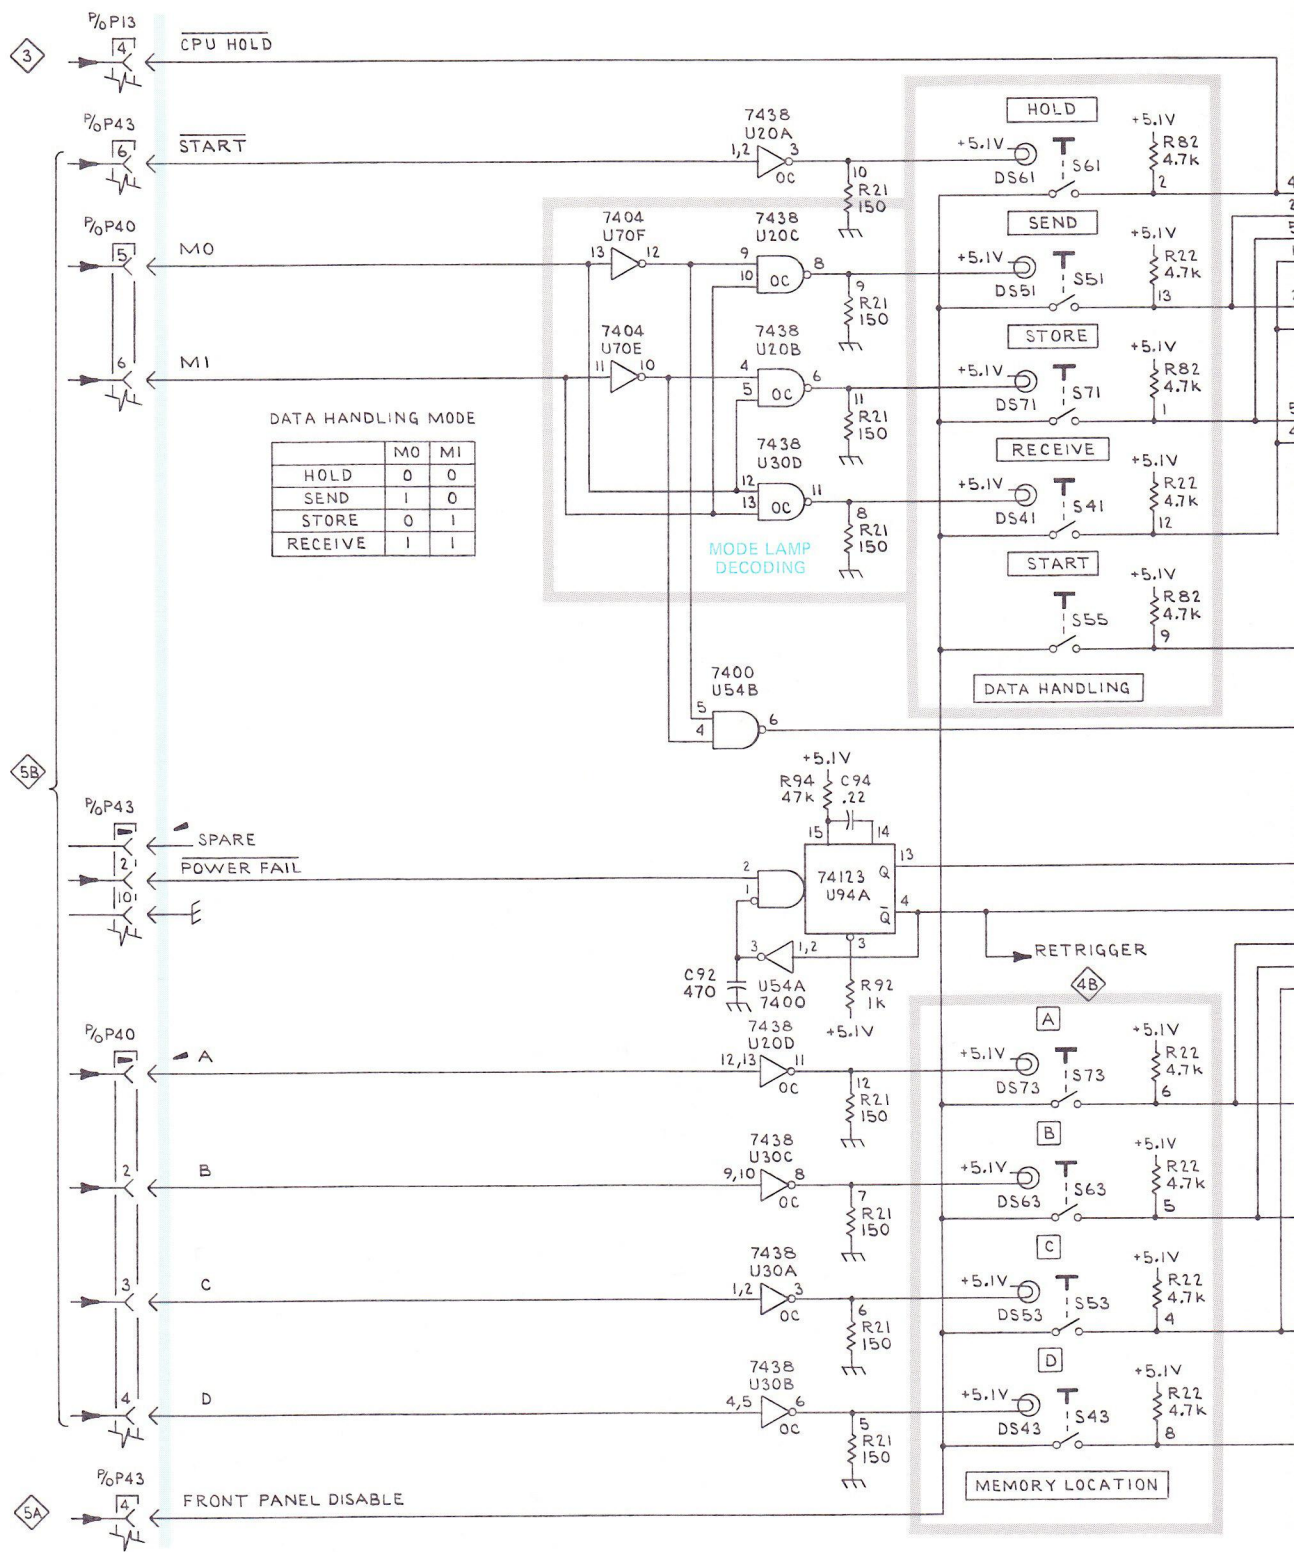 P/O P13
3
4
CPU HOLD
P/O P43
6
START
7438
U20A
1,2
3
OC
10
R21
150
HOLD
+5.1V
DS61
S61
+5.1V
R82
4.7K
2
4
P/O P40
5
M0
7404
U70F
13
12
7438
U20C
9
10
8
OC
9
R21
150
SEND
+5.1V
DS51
S51
+5.1V
R22
4.7K
13
2
5
6
M1
7404
U70E
11
10
7438
U20B
4
5
6
OC
11
R21
150
STORE
+5.1V
DS71
S71
+5.1V
R82
4.7K
1
5
4
DATA HANDLING MODE
M0 M1
HOLD 0 0
SEND 1 0
STORE 0 1
RECEIVE 1 1
7438
U30D
12
13
11
OC
8
R21
150
MODE LAMP
DECODING
RECEIVE
+5.1V
DS41
S41
+5.1V
R22
4.7K
12
START
S55
+5.1V
R82
4.7K
9
DATA HANDLING
7400
U54B
5
4
6
5B
+5.1V
R94
47K
C94
.22
15
14
P/O P43
SPARE
2
POWER FAIL
10
2
1
74123
U94A
Q
13
Q
4
3
3
1,2
U54A
7400
C92
470
R92
1K
+5.1V
RETRIGGER
4B
P/O P40
A
7438
U20D
12,13
11
OC
12
R21
150
A
+5.1V
DS73
S73
+5.1V
R22
4.7K
6
2
B
7438
U30C
9,10
8
OC
7
R21
150
B
+5.1V
DS63
S63
+5.1V
R22
4.7K
5
3
C
7438
U30A
1,2
3
OC
6
R21
150
C
+5.1V
DS53
S53
+5.1V
R22
4.7K
4
4
D
7438
U30B
4,5
6
OC
5
R21
150
D
+5.1V
DS43
S43
+5.1V
R22
4.7K
8
MEMORY LOCATION
P/O P43
5A
4
FRONT PANEL DISABLE